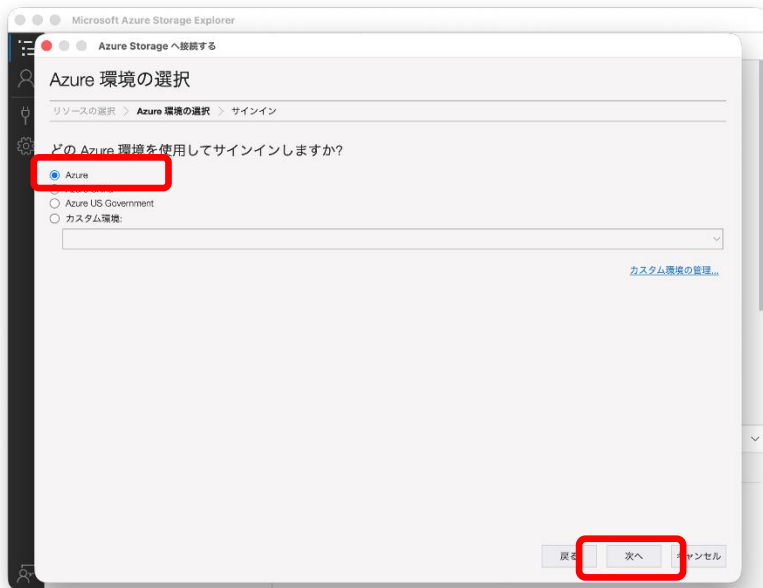 Microsoft Azure Storage Explorer
Azure Storage へ接続する
Azure 環境の選択
リソースの選択 > Azure 環境の選択 > サインイン
どの Azure 環境を使用してサインインしますか?
Azure
Azure US Government
カスタム環境:
カスタム環境の管理...
戻る 次へ キャンセル